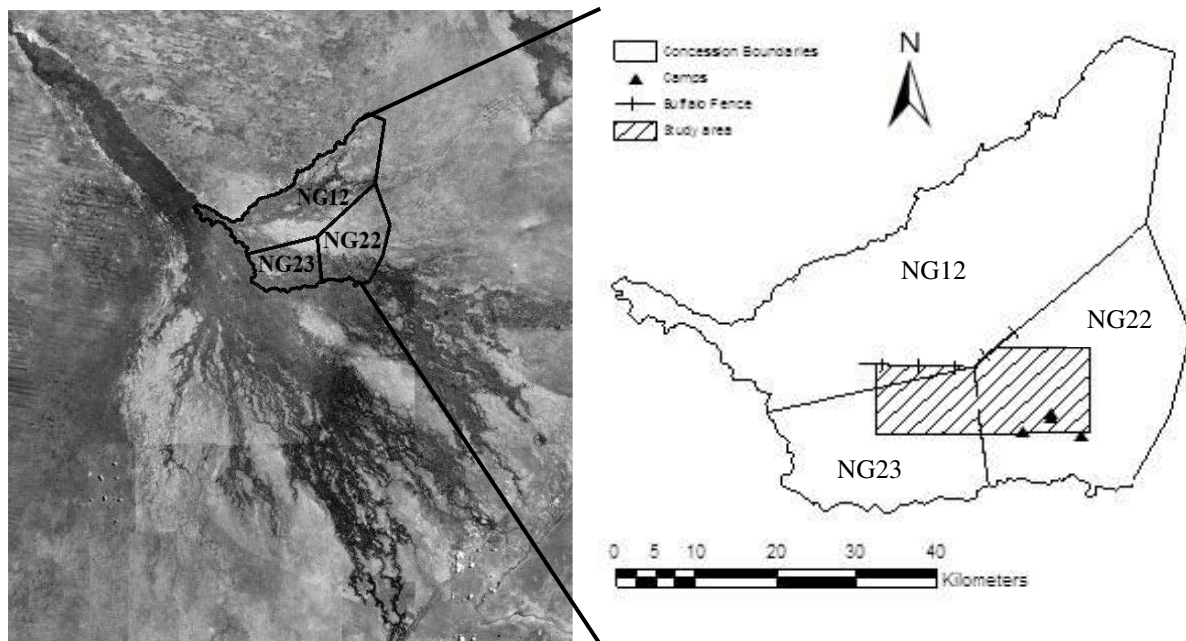 NG12
NG22
NG23
Concession Boundaries
Camps
Buffalo Fence
Study area
N
NG12
NG22
NG23
0 5 10 20 30 40
Kilometers